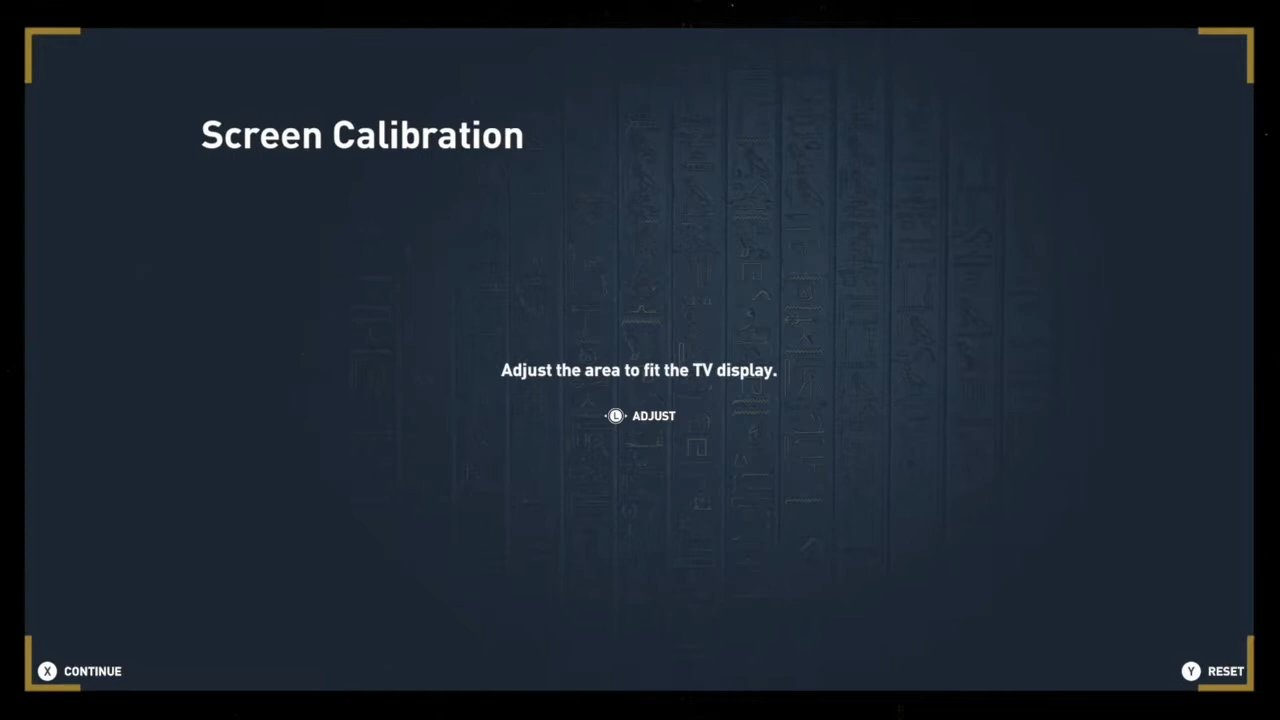 Screen Calibration
Adjust the area to fit the TV display.
L ADJUST
X CONTINUE
Y RESET